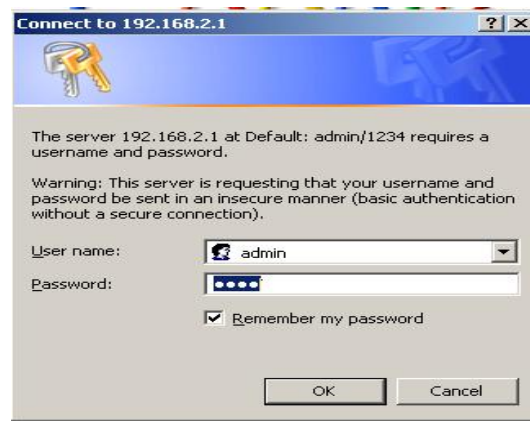 Connect to 192.168.2.1
The server 192.168.2.1 at Default: admin/1234 requires a
username and password.
Warning: This server is requesting that your username and
password be sent in an insecure manner (basic authentication
without a secure connection).
User name:
admin
Password:
••••
Remember my password
OK
Cancel